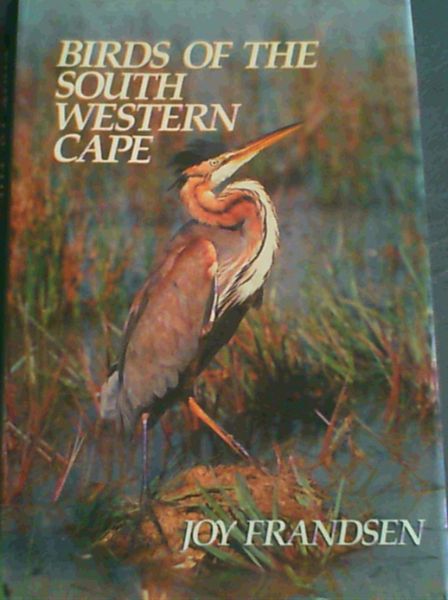 BIRDS OF THE
SOUTH
WESTERN
CAPE
JOY FRANDSEN